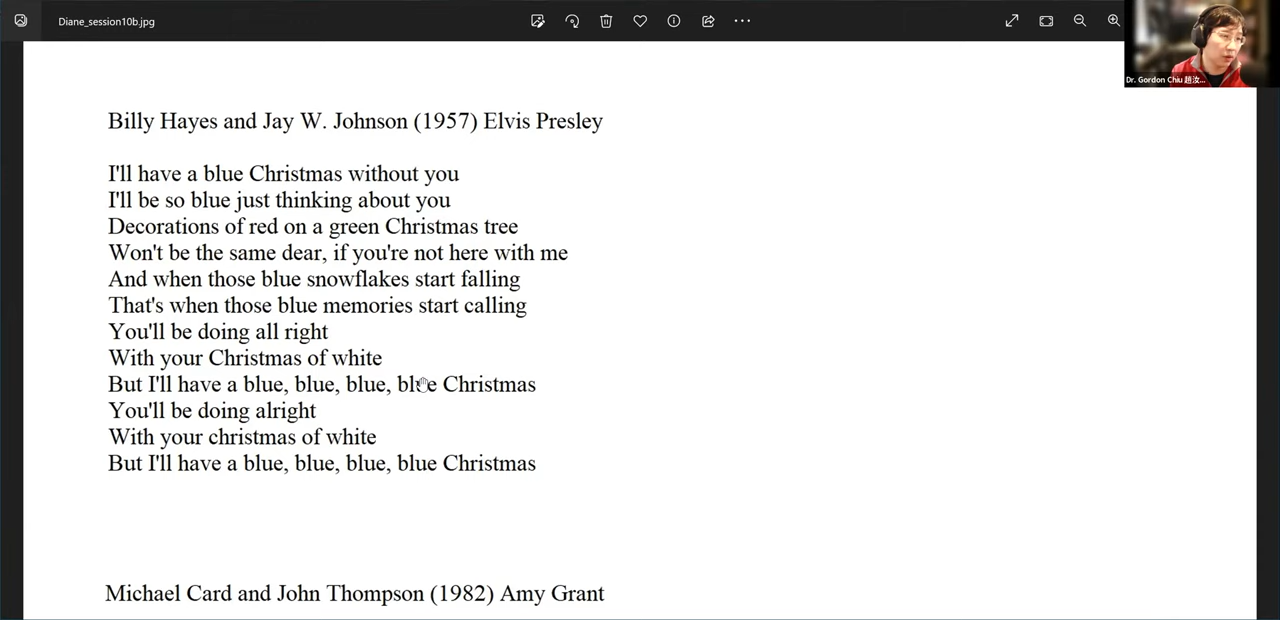 Diane_session10b.jpg
Dr. Gordon Chiu 趙汝...
Billy Hayes and Jay W. Johnson (1957) Elvis Presley
I'll have a blue Christmas without you
I'll be so blue just thinking about you
Decorations of red on a green Christmas tree
Won't be the same dear, if you're not here with me
And when those blue snowflakes start falling
That's when those blue memories start calling
You'll be doing all right
With your Christmas of white
But I'll have a blue, blue, blue, blue Christmas
You'll be doing alright
With your christmas of white
But I'll have a blue, blue, blue, blue Christmas
Michael Card and John Thompson (1982) Amy Grant